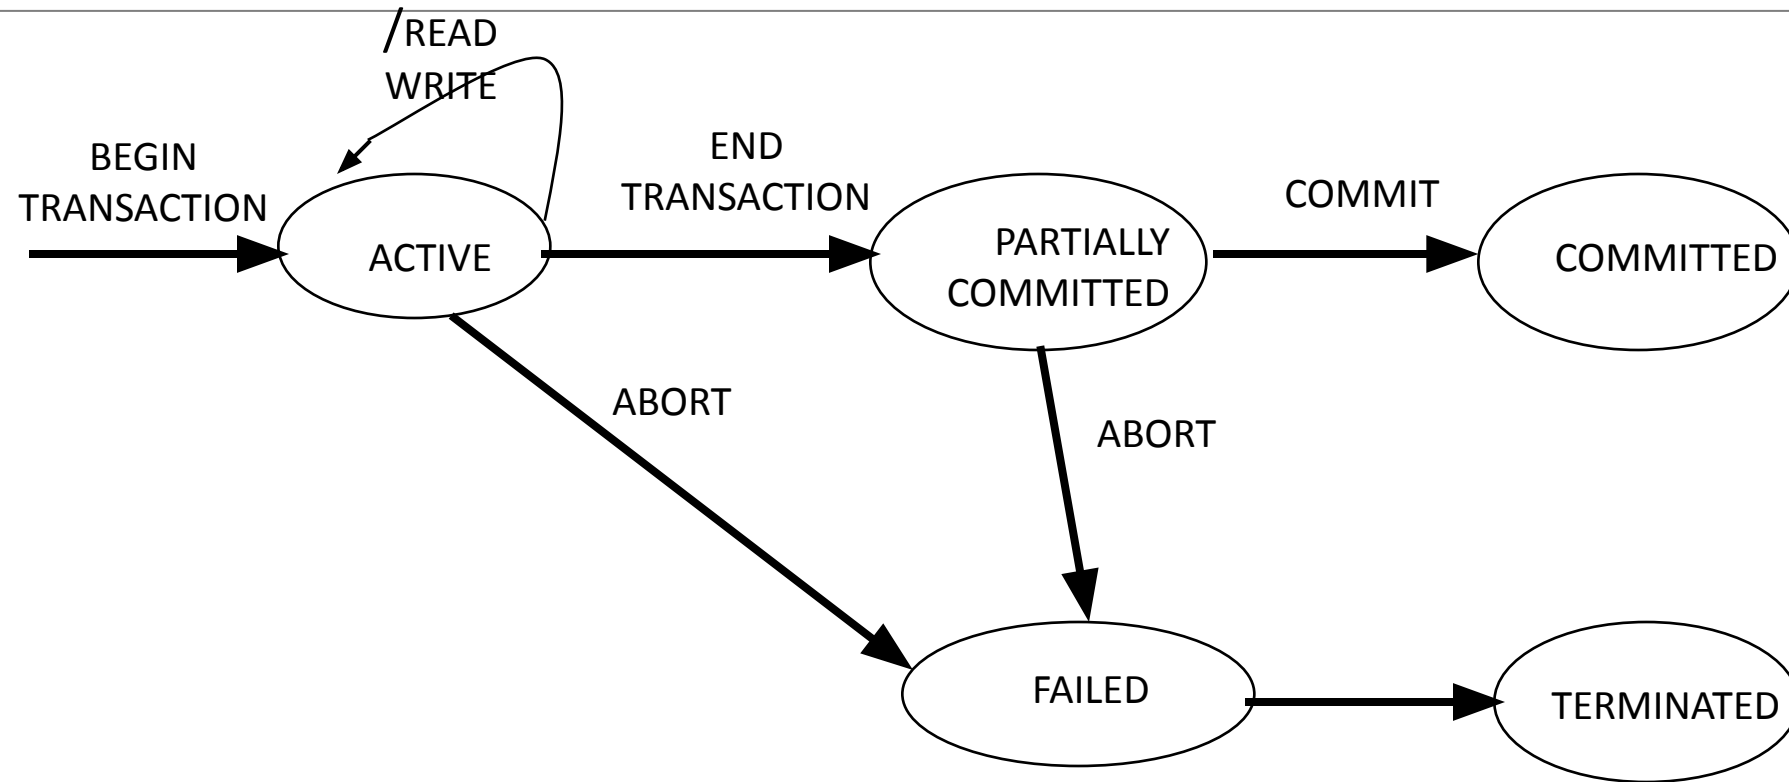 /READ
WRITE
BEGIN
TRANSACTION
END
TRANSACTION
COMMIT
ACTIVE
PARTIALLY
COMMITTED
COMMITTED
ABORT
ABORT
FAILED
TERMINATED